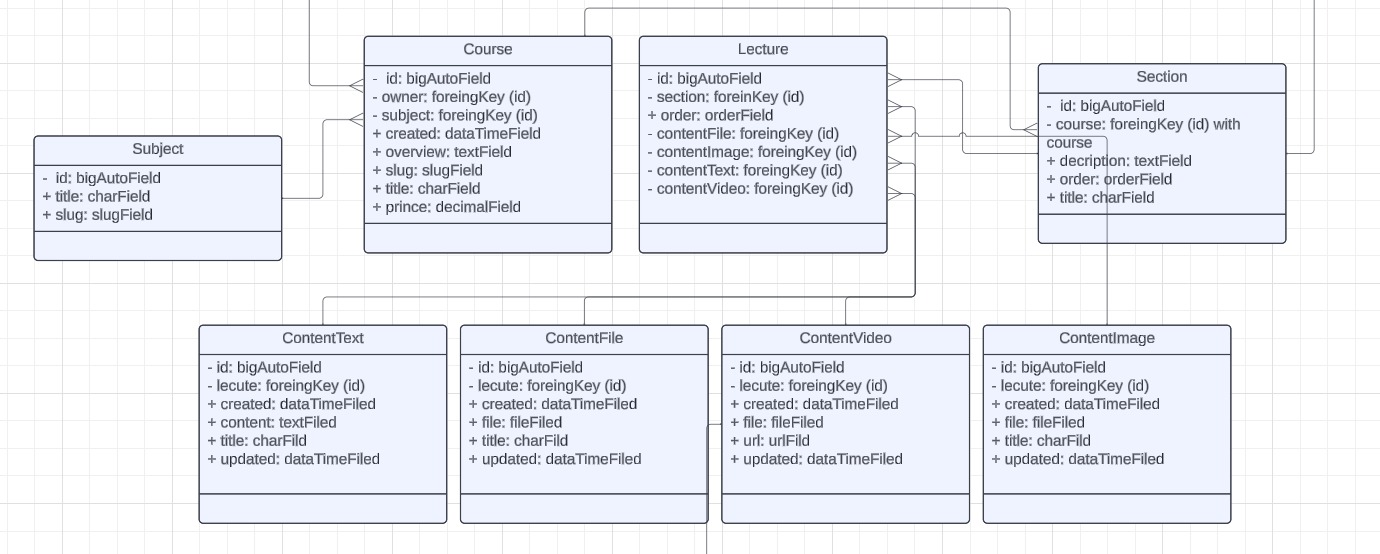 Course
- id: bigAutoField
- owner: foreingKey (id)
- subject: foreingKey (id)
+ created: dataTimeField
+ overview: textField
+ slug: slugField
+ title: charField
+ prince: decimalField
Lecture
- id: bigAutoField
- section: foreinKey (id)
+ order: orderField
- contentFile: foreingKey (id)
- contentImage: foreingKey (id)
- contentText: foreingKey (id)
- contentVideo: foreingKey (id)
Section
- id: bigAutoField
- course: foreingKey (id) with
course
+ decription: textField
+ order: orderField
+ title: charField
Subject
- id: bigAutoField
+ title: charField
+ slug: slugField
ContentText
- id: bigAutoField
- lecute: foreingKey (id)
+ created: dataTimeFiled
+ content: textFiled
+ title: charFild
+ updated: dataTimeFiled
ContentFile
- id: bigAutoField
- lecute: foreingKey (id)
+ created: dataTimeFiled
+ file: fileFiled
+ title: charFild
+ updated: dataTimeFiled
ContentVideo
- id: bigAutoField
- lecute: foreingKey (id)
+ created: dataTimeFiled
+ file: fileFiled
+ url: urlFild
+ updated: dataTimeFiled
ContentImage
- id: bigAutoField
- lecute: foreingKey (id)
+ created: dataTimeFiled
+ file: fileFiled
+ title: charFild
+ updated: dataTimeFiled